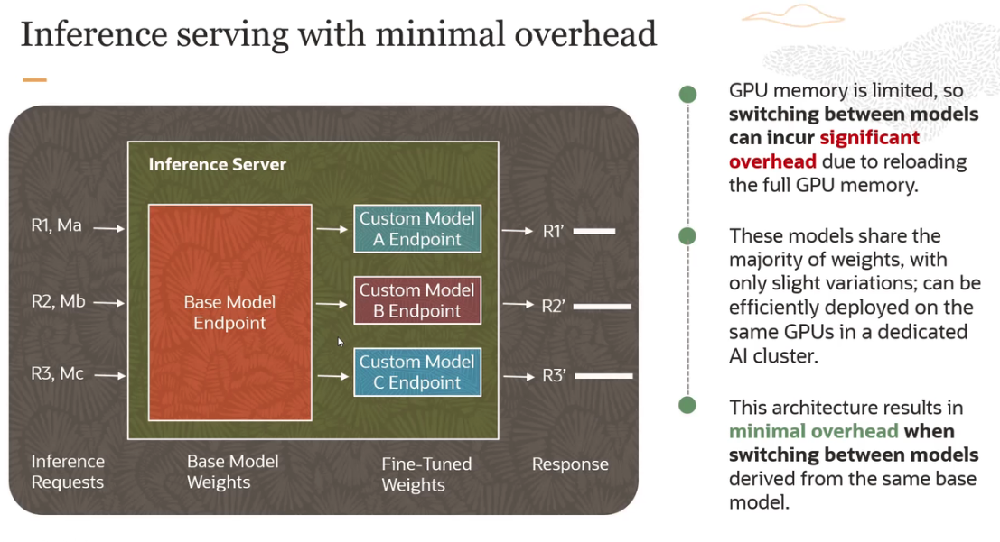 Inference serving with minimal overhead
Inference Server
R1, Ma
R2, Mb
R3, Mc
Base Model
Endpoint
Custom Model
A Endpoint
Custom Model
B Endpoint
Custom Model
C Endpoint
R1’
R2’
R3’
Inference
Requests
Base Model
Weights
Fine-Tuned
Weights
Response
GPU memory is limited, so
switching between models
can incur significant
overhead due to reloading
the full GPU memory.
These models share the
majority of weights, with
only slight variations; can be
efficiently deployed on the
same GPUs in a dedicated
AI cluster.
This architecture results in
minimal overhead when
switching between models
derived from the same base
model.